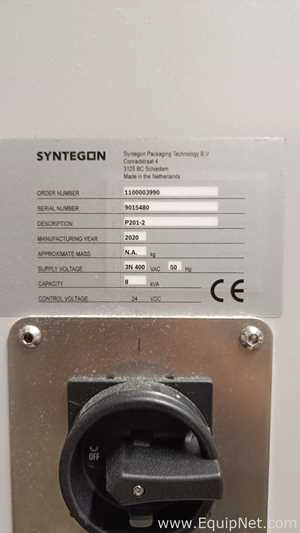 SYNTEGON
Syntegon Packaging Technology B.V
Conradstraat 4
3125 BC Schiedam
Made in the Netherlands
ORDER NUMBER 1100003990
SERIAL NUMBER 9015480
DESCRIPTION P201-2
MANUFACTURING YEAR 2020
APPROXIMATE MASS N.A. kg
SUPPLY VOLTAGE 3N 400 VAC 50 Hz
CAPACITY 8 kVA
CE
CONTROL VOLTAGE 24 VDC
I
OFF
www.EquipNet.com